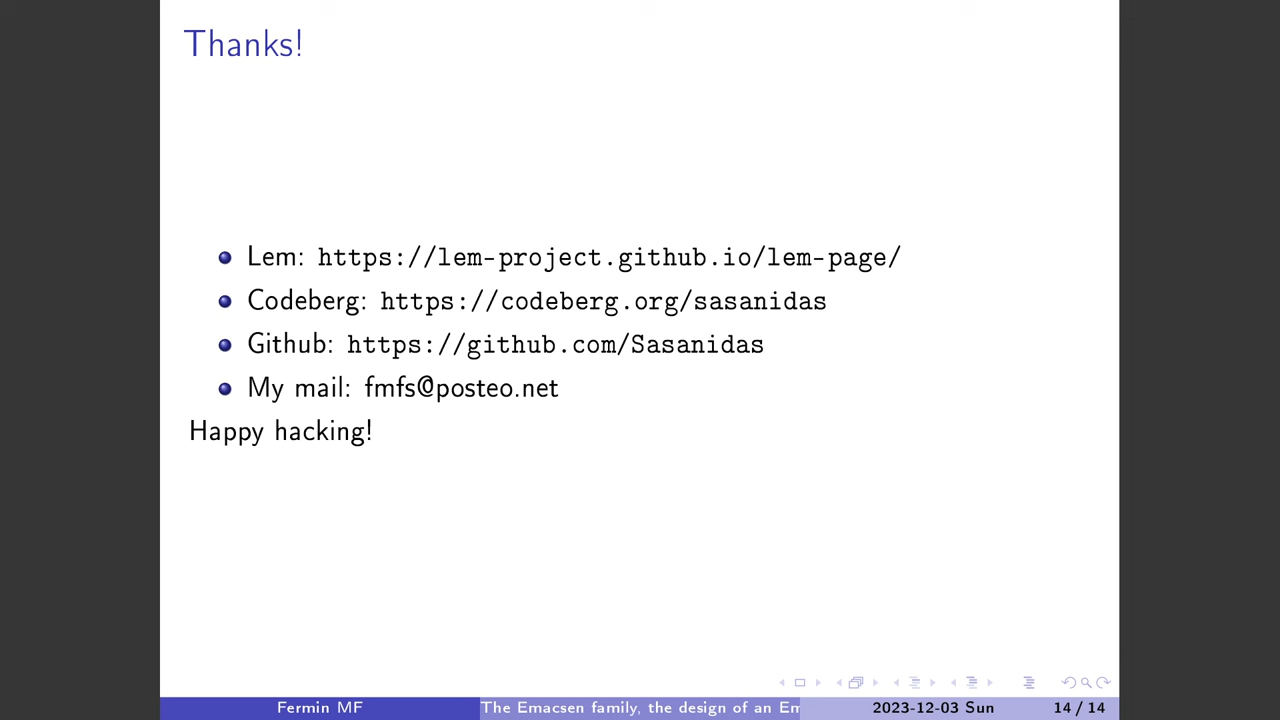 Thanks!
Lem: https://lem-project.github.io/lem-page/
Codeberg: https://codeberg.org/sasanidas
Github: https://github.com/Sasanidas
My mail: fmfs@posteo.net
Happy hacking!
Fermin MF
The Emacsen family, the design of an Em
2023-12-03 Sun
14 / 14